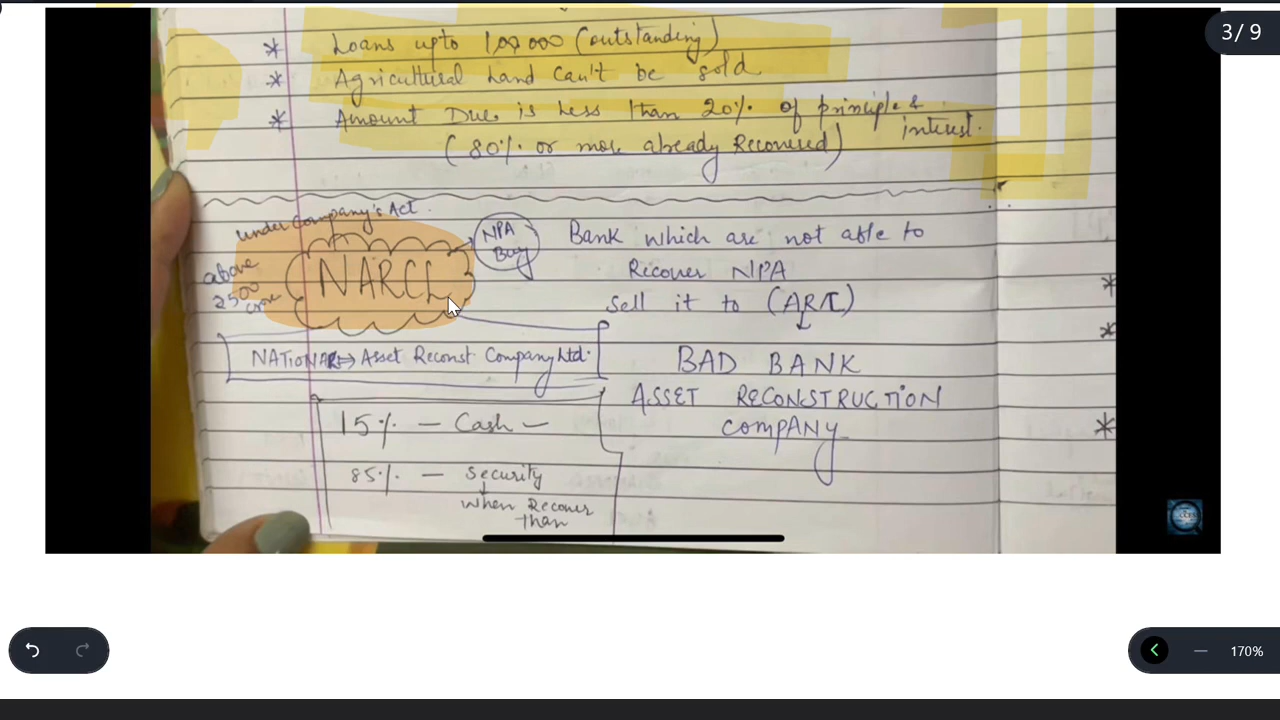 3 / 9
* Loans upto 1,00000 (outstanding)
* Agricultural Land can't be sold
* Amount Due is Less than 20% of principle &
interest.
(80% or more already Recovered)
under Company's Act.
NPA
Buy
Bank which are not able to
above
2500
crore
NARCL
Recover NPA
Sell it to (ARC)
NATIONAL Asset Reconst Company Ltd.
BAD BANK
ASSET RECONSTRUCTION
COMPANY
15% — Cash —
85% — Security
when Recover
than
*
*
*
170%